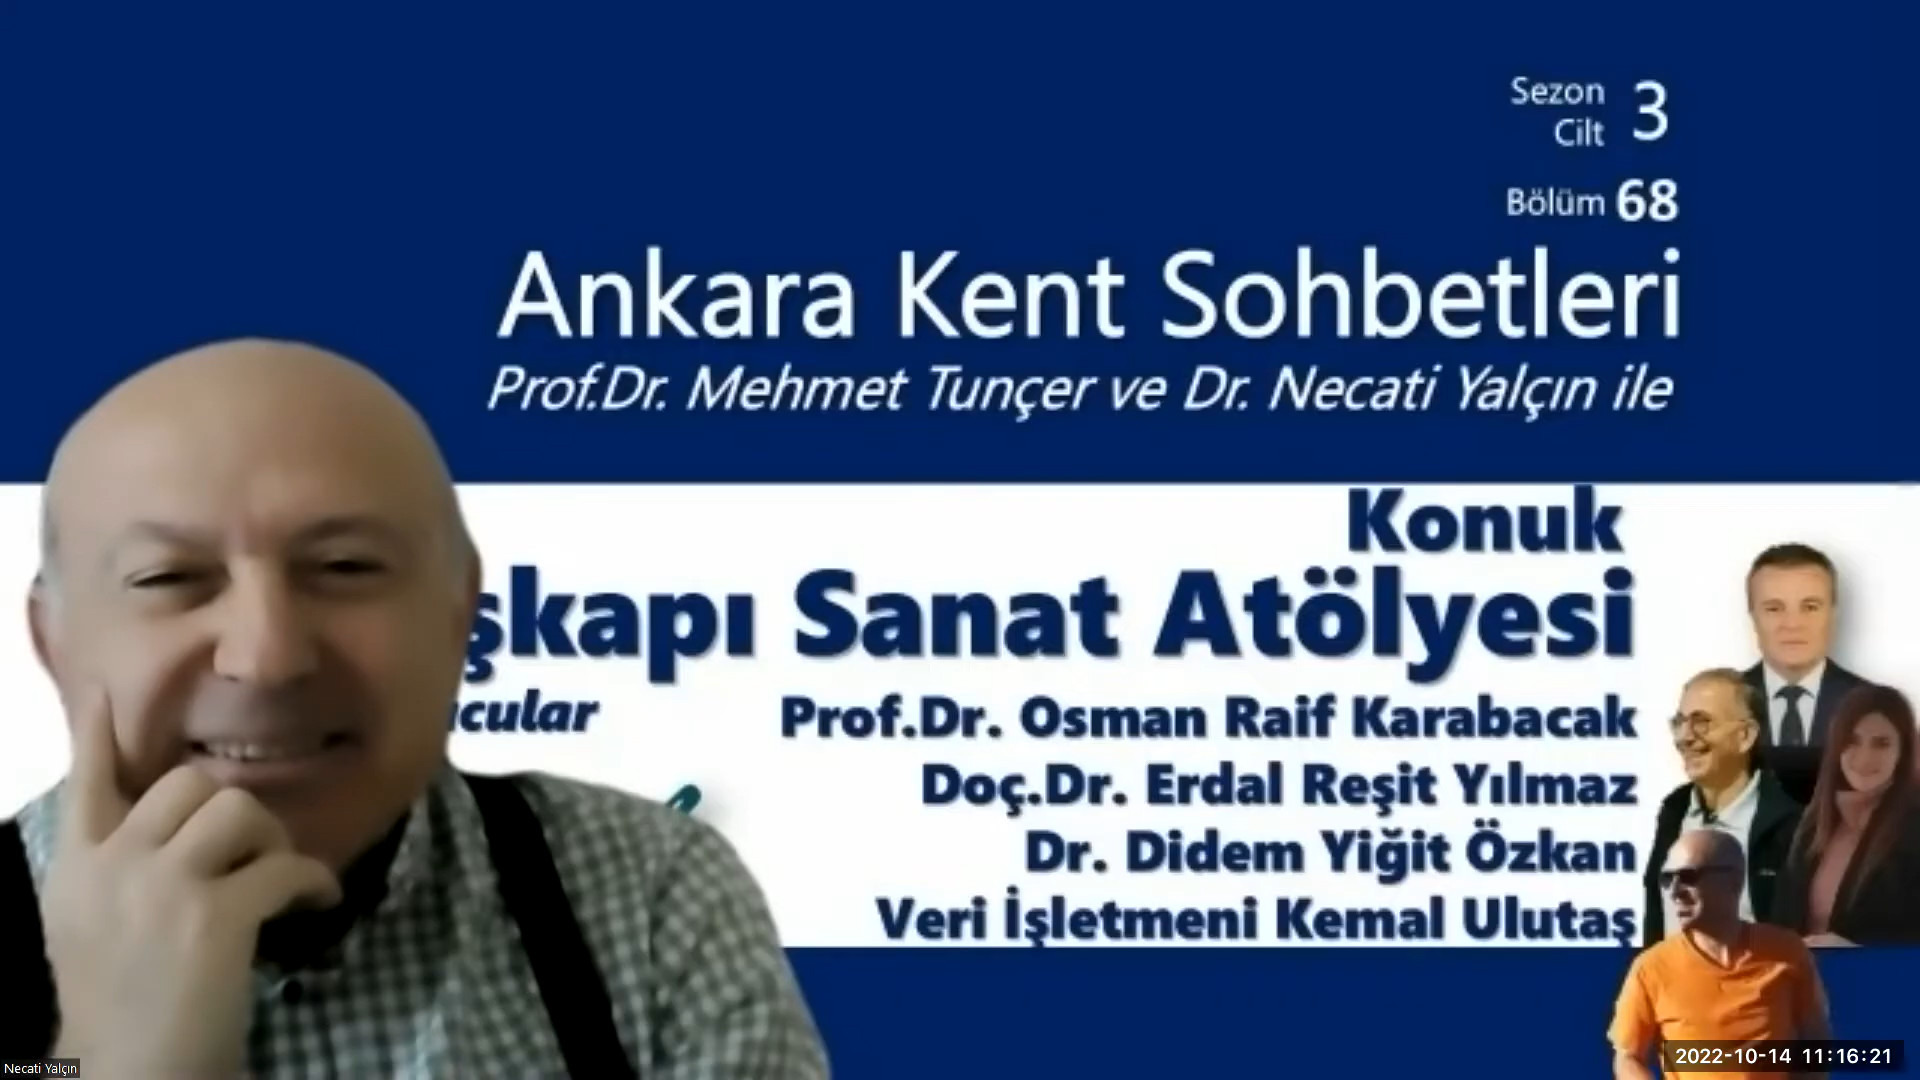 Sezon
Cilt 3
Bölüm 68
Ankara Kent Sohbetleri
Prof.Dr. Mehmet Tunçer ve Dr. Necati Yalçın ile
Konuk
Sanat Atölyesi
Prof.Dr. Osman Raif Karabacak
Doç.Dr. Erdal Reşit Yılmaz
Dr. Didem Yiğit Özkan
Veri İşletmeni Kemal Ulutaş
Necati Yalçın
2022-10-14 11:16:21